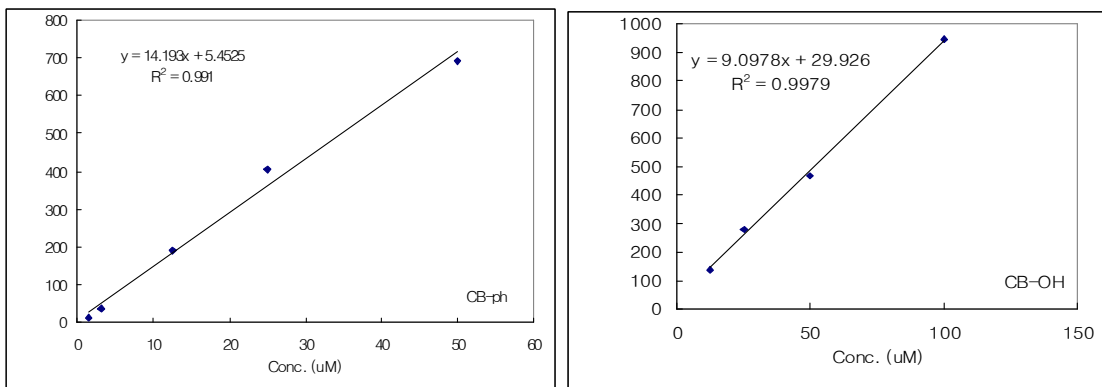 800
700
600
500
400
300
200
100
0
y = 14.193x + 5.4525
R² = 0.991
CB-ph
0 10 20 30 40 50 60
Conc. (uM)
1000
900
800
700
600
500
400
300
200
100
0
y = 9.0978x + 29.926
R² = 0.9979
CB-OH
0 50 100 150
Conc. (uM)